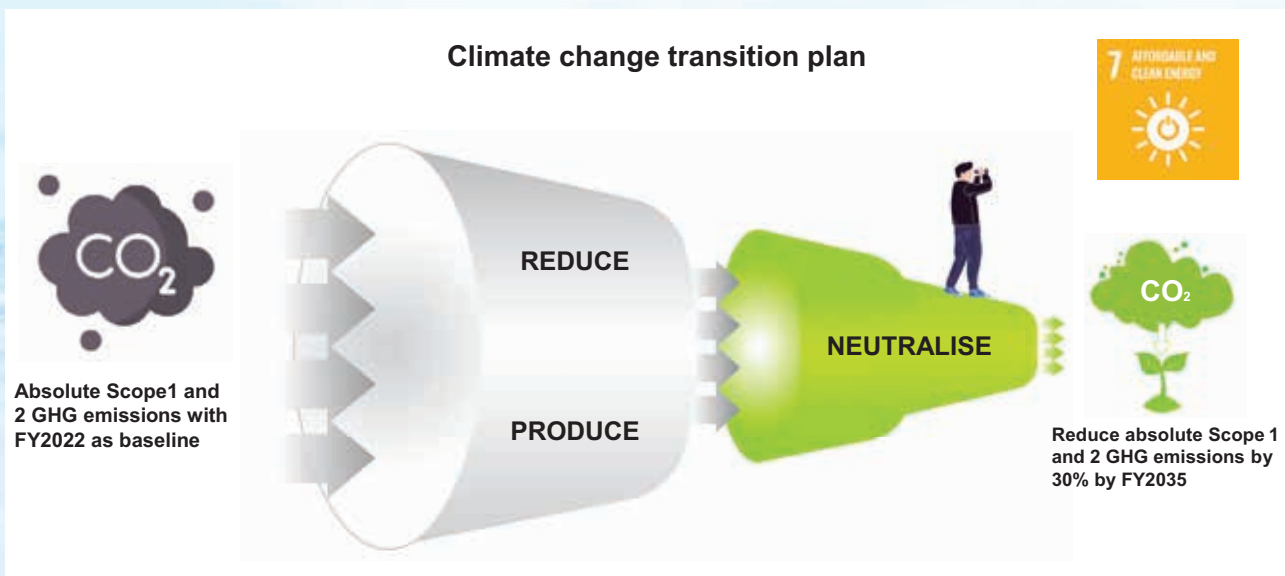 Climate change transition plan
7 AFFORDABLE AND
CLEAN ENERGY
CO2
Absolute Scope1 and
2 GHG emissions with
FY2022 as baseline
REDUCE
PRODUCE
NEUTRALISE
CO2
Reduce absolute Scope 1
and 2 GHG emissions by
30% by FY2035